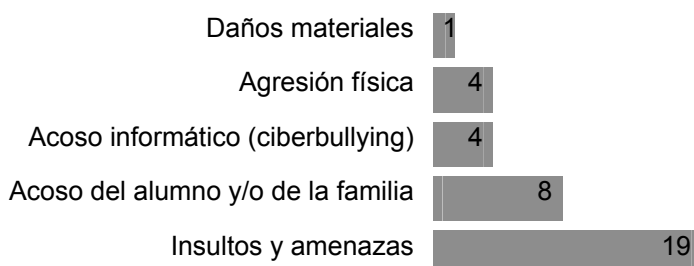 Daños materiales 1
Agresión física 4
Acoso informático (ciberbullying) 4
Acoso del alumno y/o de la familia 8
Insultos y amenazas 19